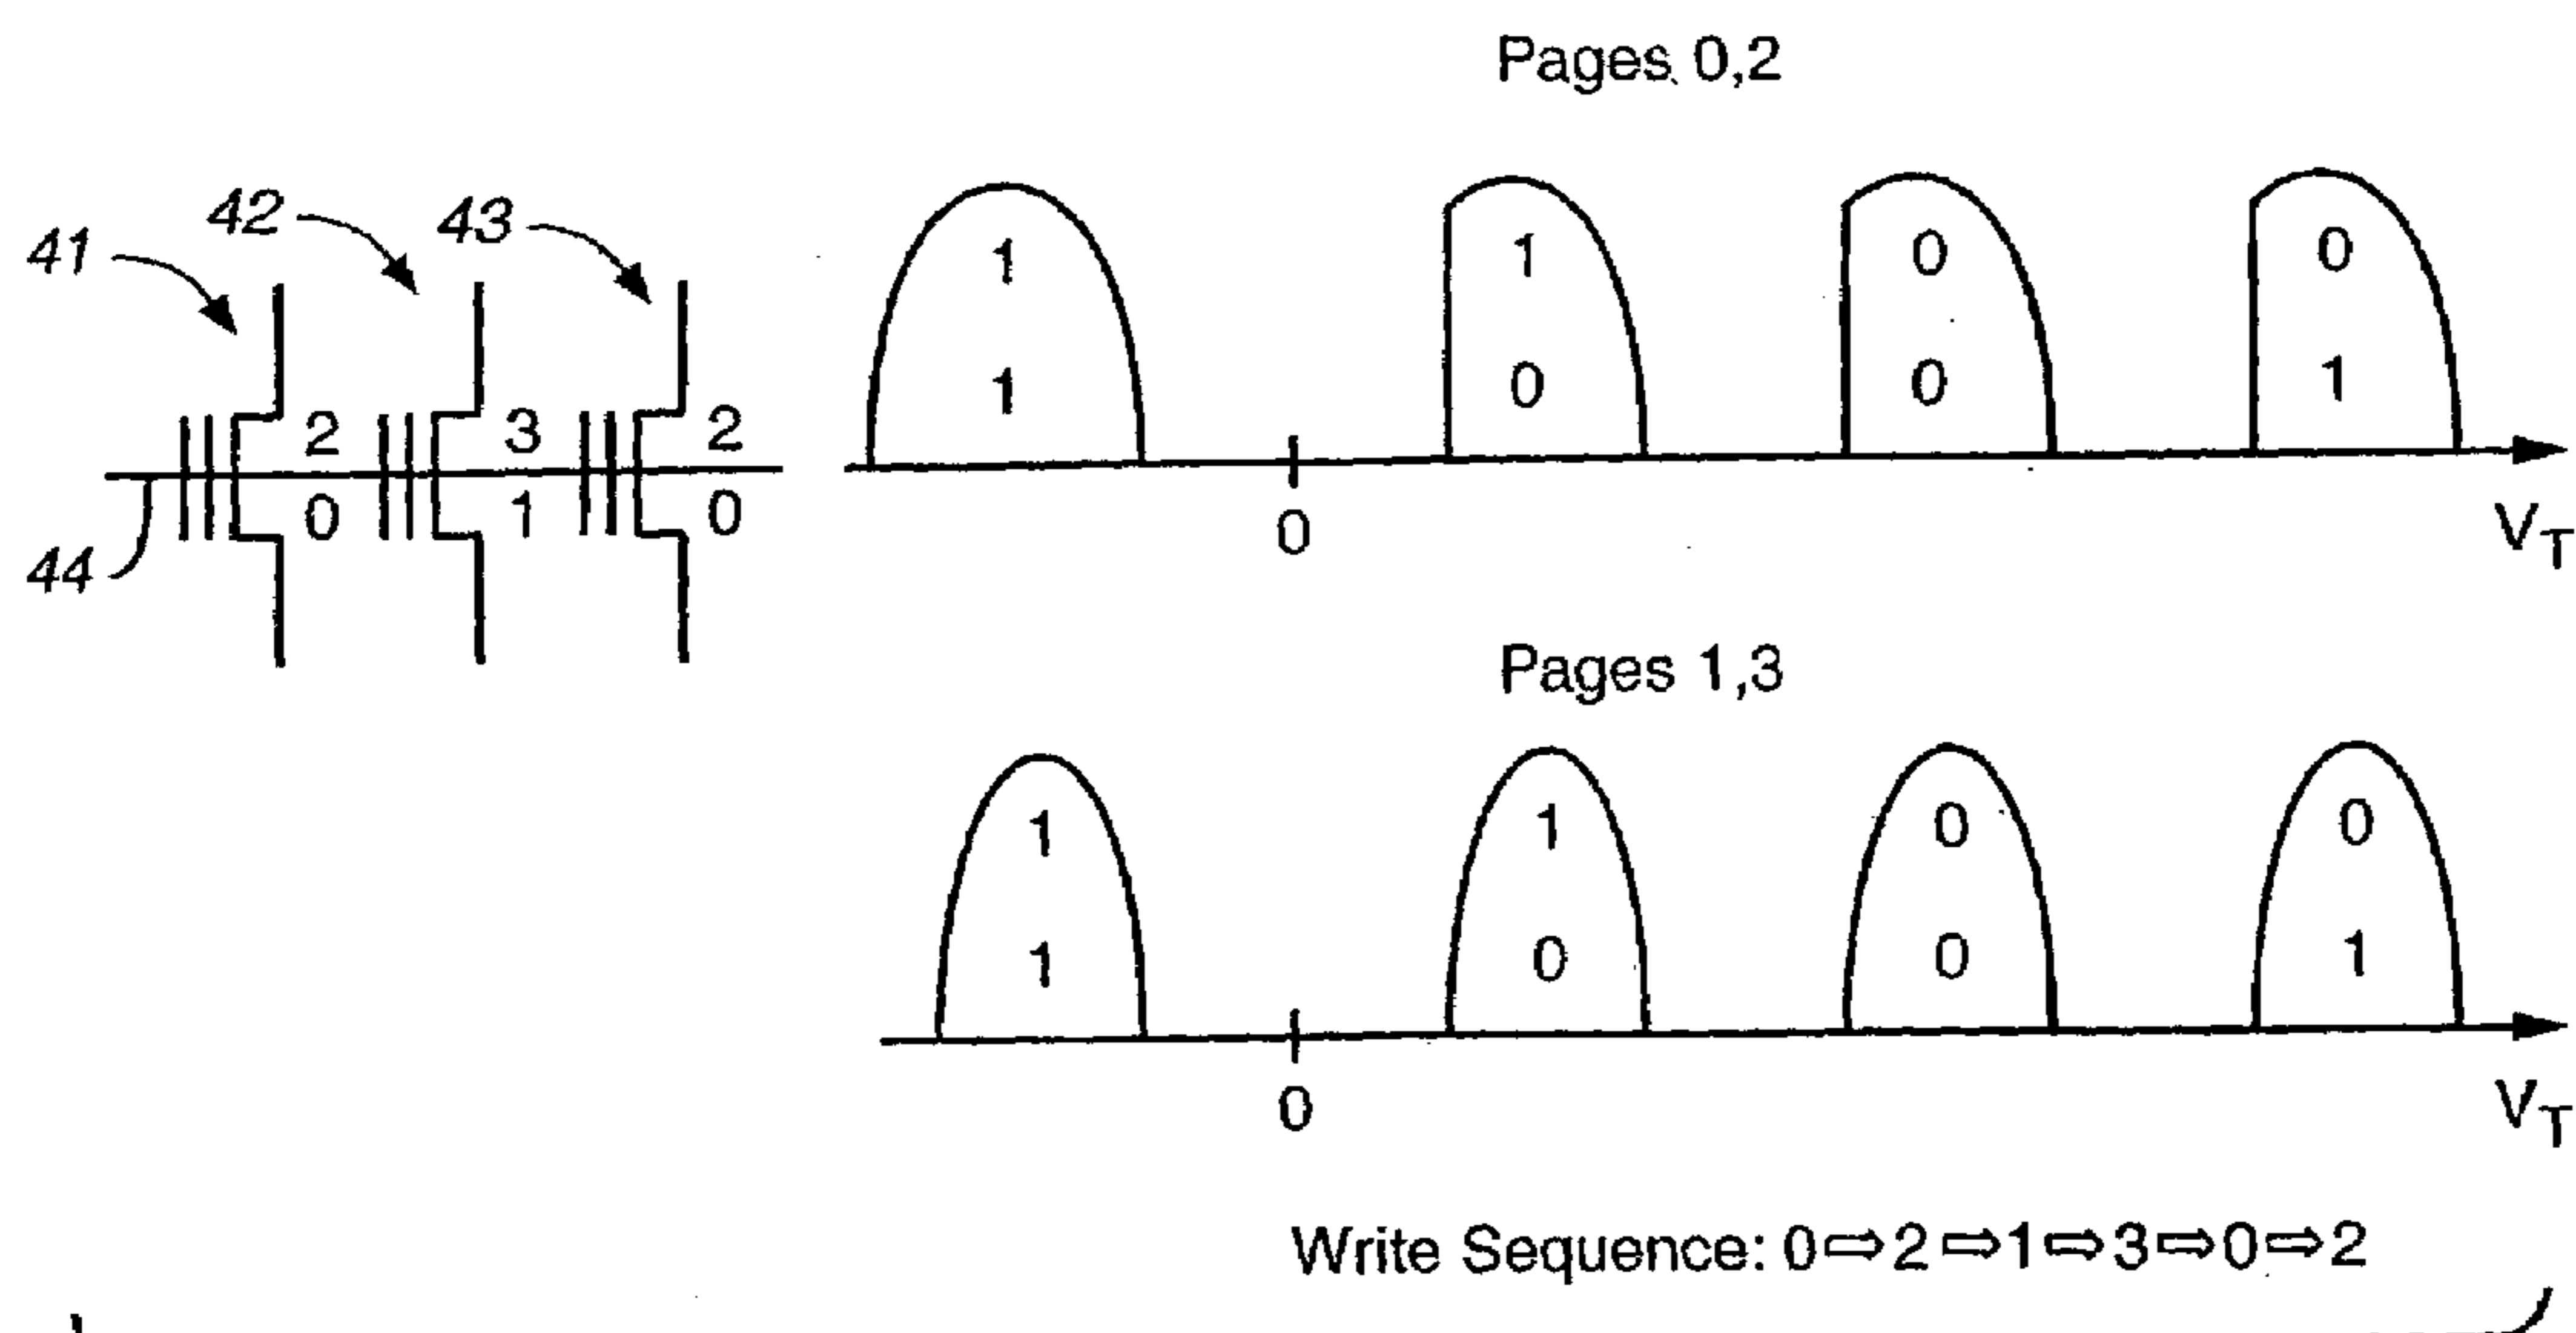 Pages 0,2
41 42 43
1 1 0 0
1 0 0 1
2 3 2
0 1 0
44
0
V_T
Pages 1,3
1 1 0 0
1 0 0 1
0
V_T
Write Sequence: 0⇨2⇨1⇨3⇨0⇨2